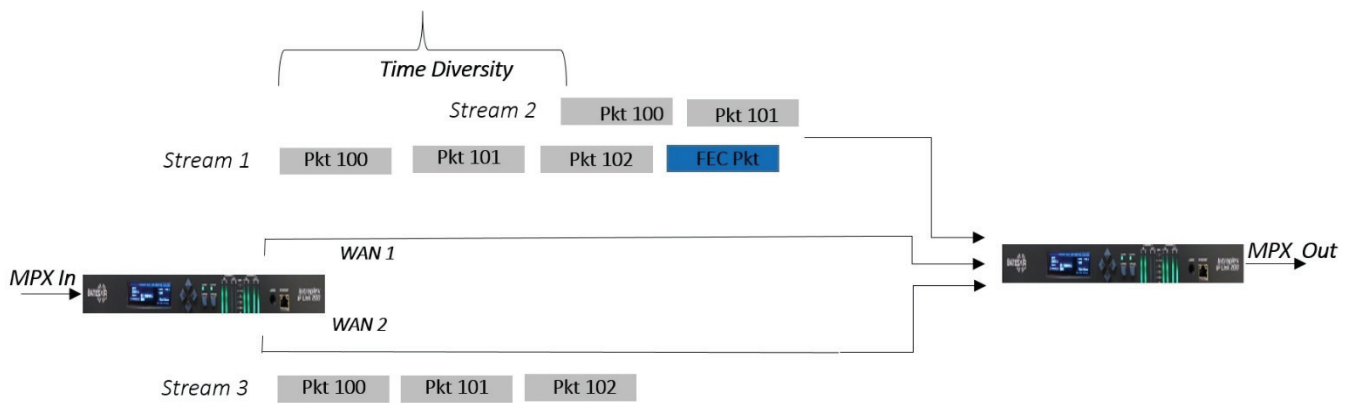 Time Diversity
Stream 2 Pkt 100 Pkt 101
Stream 1 Pkt 100 Pkt 101 Pkt 102 FEC Pkt
WAN 1
MPX In
MPX Out
WAN 2
Stream 3 Pkt 100 Pkt 101 Pkt 102